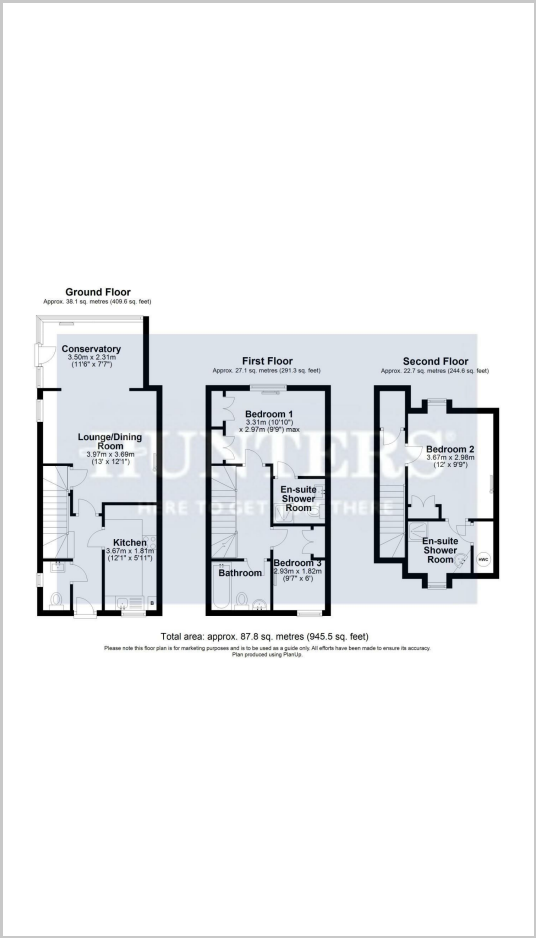 Ground Floor
Approx. 38.1 sq. metres (409.6 sq. feet)
Conservatory
3.50m x 2.31m
(11'6" x 7'7")
Lounge/Dining
Room
3.97m x 3.69m
(13' x 12'1")
Kitchen
3.67m x 1.81m
(12'1" x 5'11")
B
First Floor
Approx. 27.1 sq. metres (291.3 sq. feet)
Bedroom 1
3.31m (10'10")
x 2.97m (9'9") max
En-suite
Shower
Room
Bathroom
Bedroom 3
2.93m x 1.82m
(9'7" x 6')
Second Floor
Approx. 22.7 sq. metres (244.6 sq. feet)
Bedroom 2
3.67m x 2.98m
(12' x 9'9")
En-suite
Shower
Room
HWC
HUNTERS
HERE TO GET YOU THERE
Total area: approx. 87.8 sq. metres (945.5 sq. feet)
Please note this floor plan is for marketing purposes and is to be used as a guide only. All efforts have been made to ensure its accuracy.
Plan produced using PlanUp.